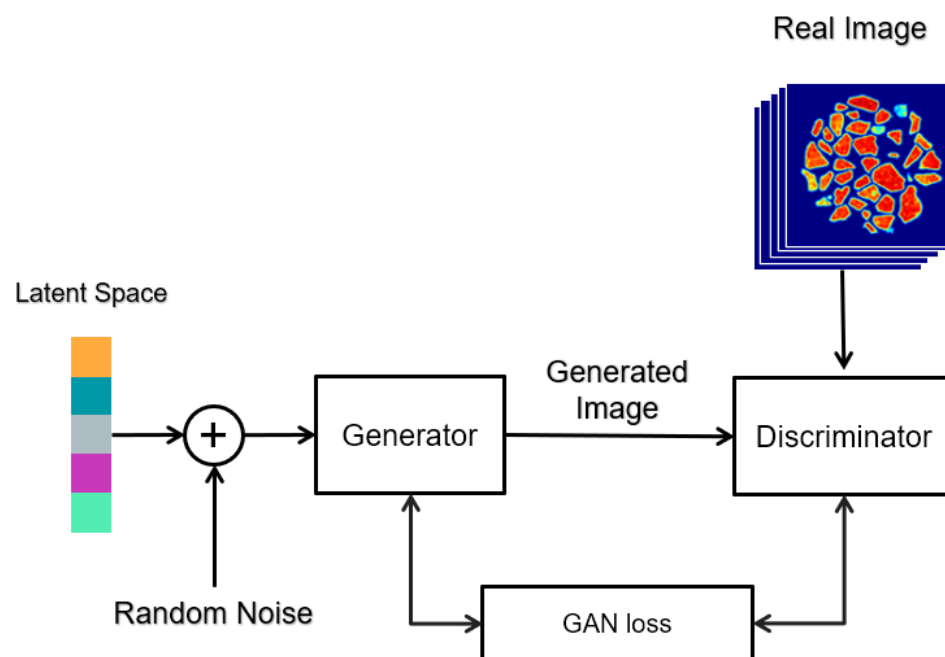 Real Image
Latent Space
Generated
Image
+
Generator
Discriminator
Random Noise
GAN loss